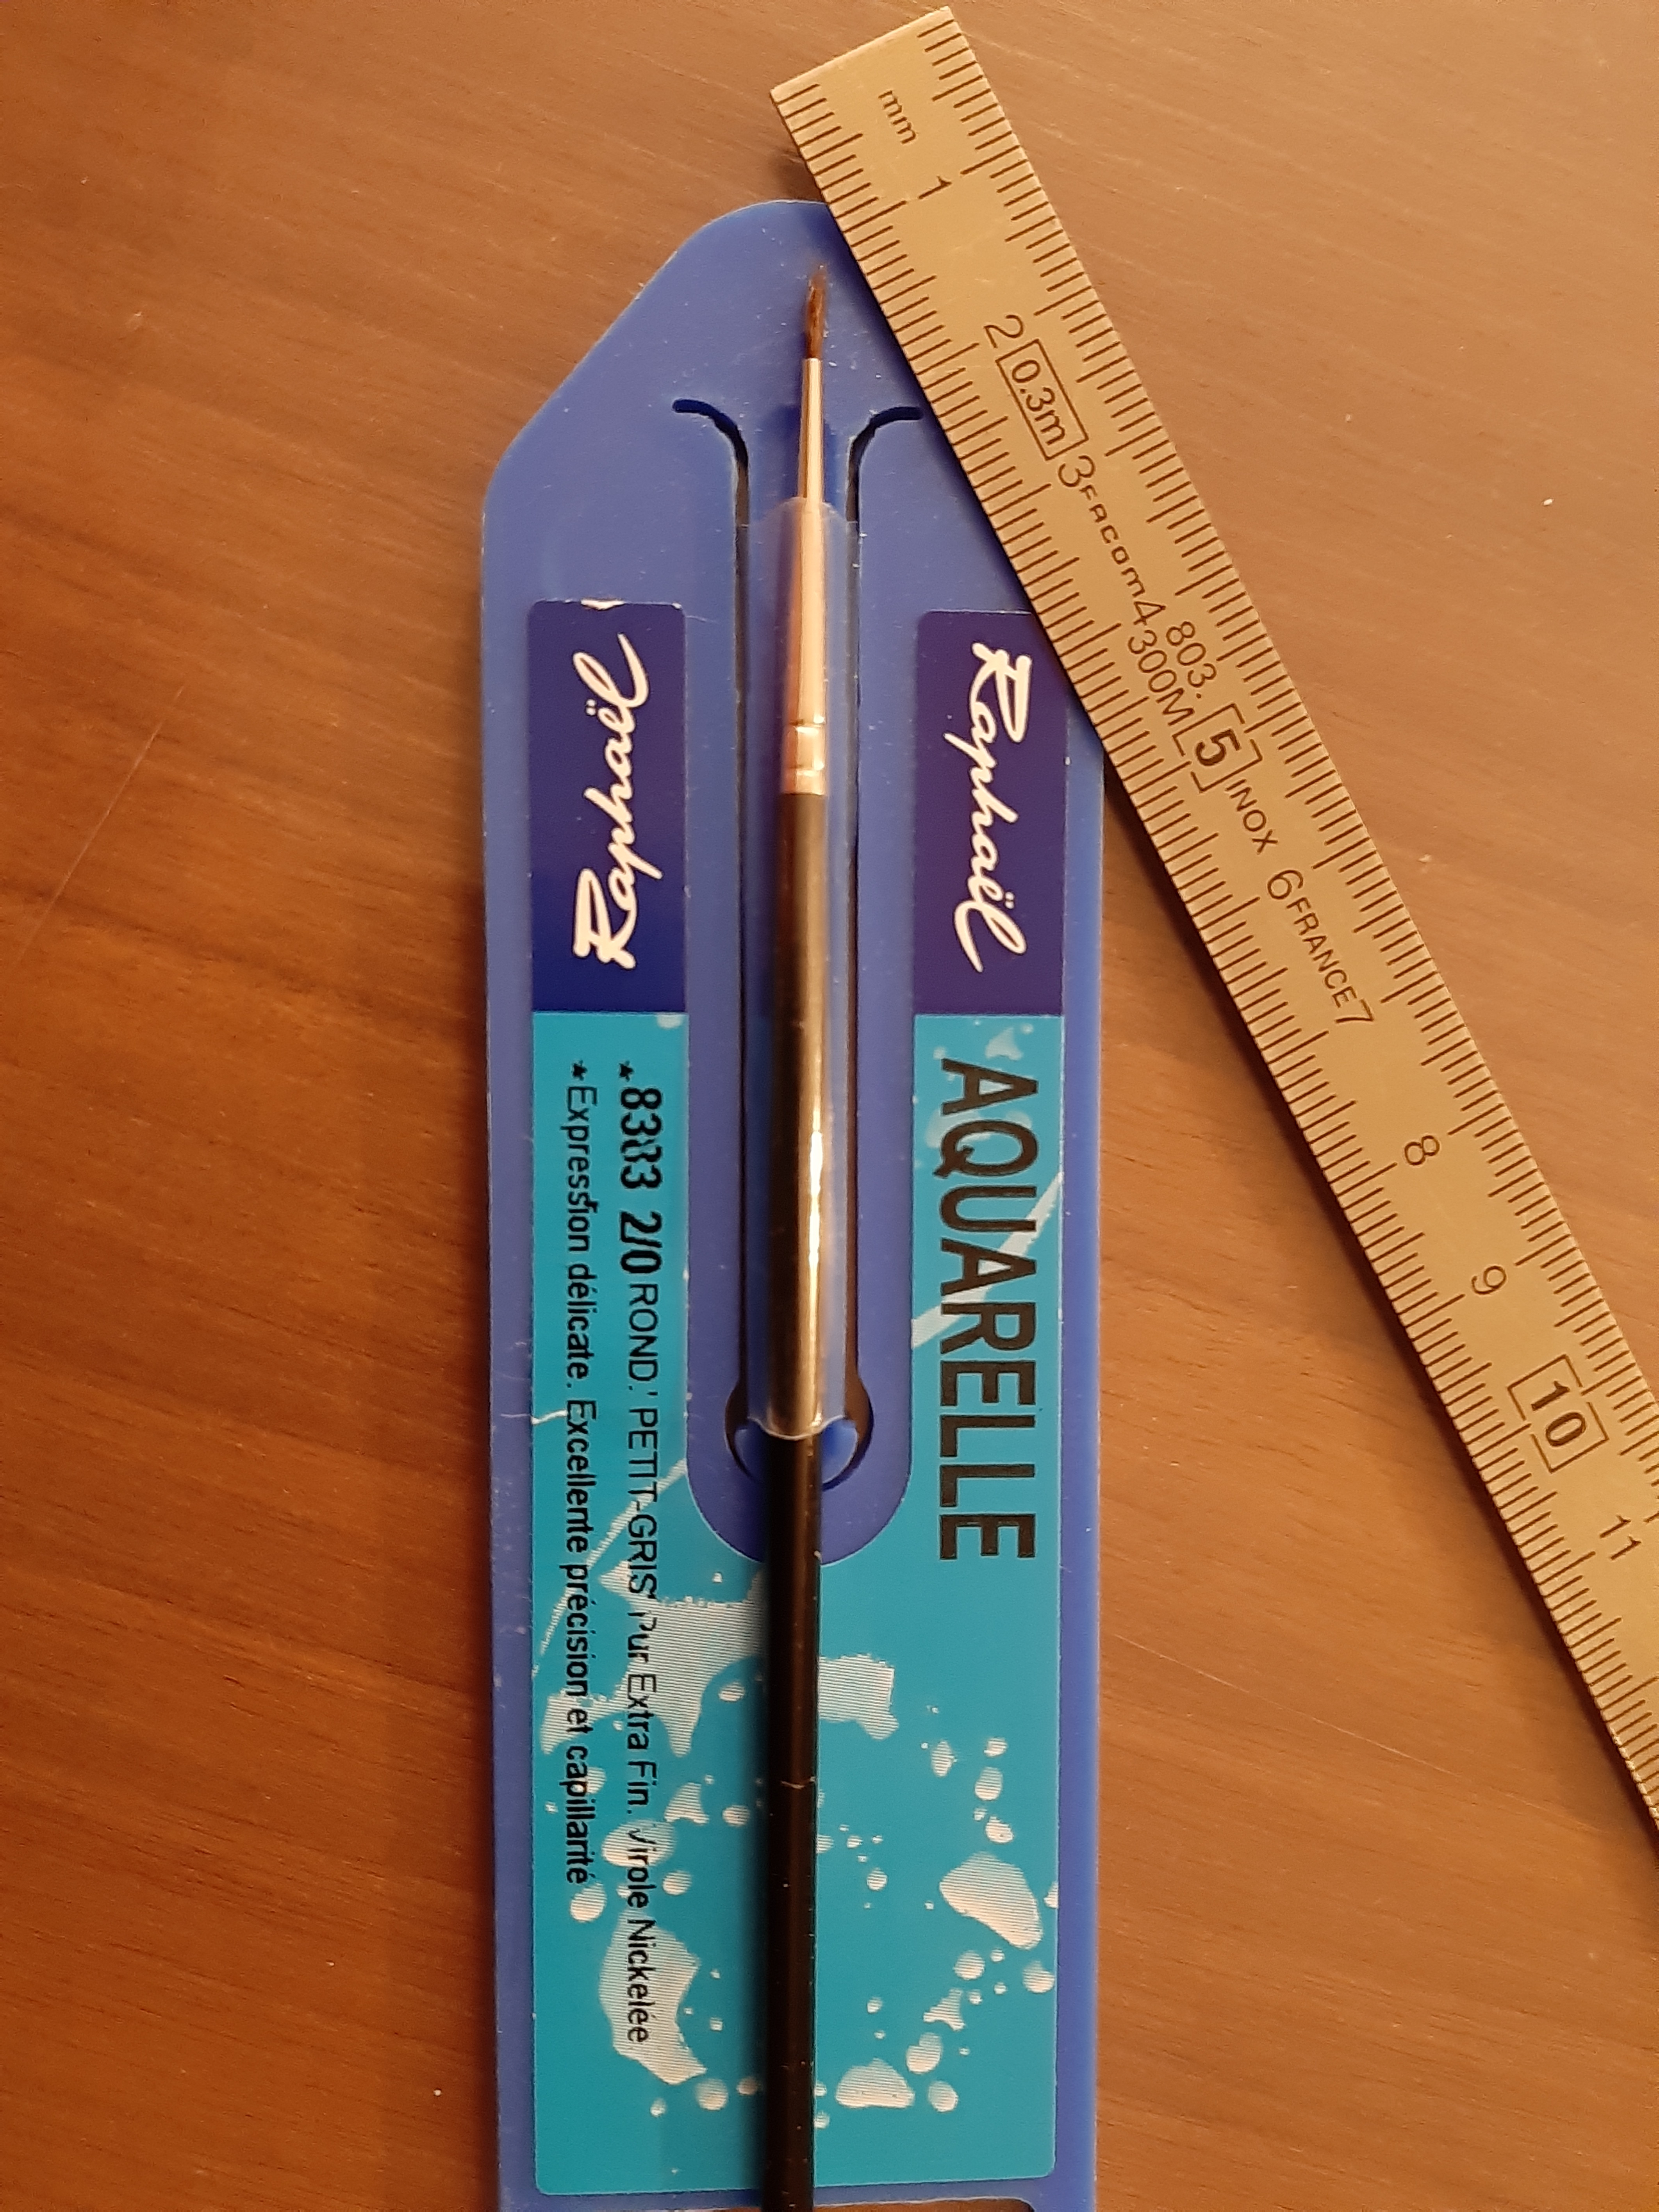 mm
1
2 0.3m 3 FACOM 4 803.
300M 5 INOX 6 FRANCE 7
8
9
10
11
Raphaël
Raphaël
AQUARELLE
*8383 2/0 ROND. PETIT-GRIS Pur Extra Fin. Virole Nickelée
*Expression délicate. Excellente précision et capillarité